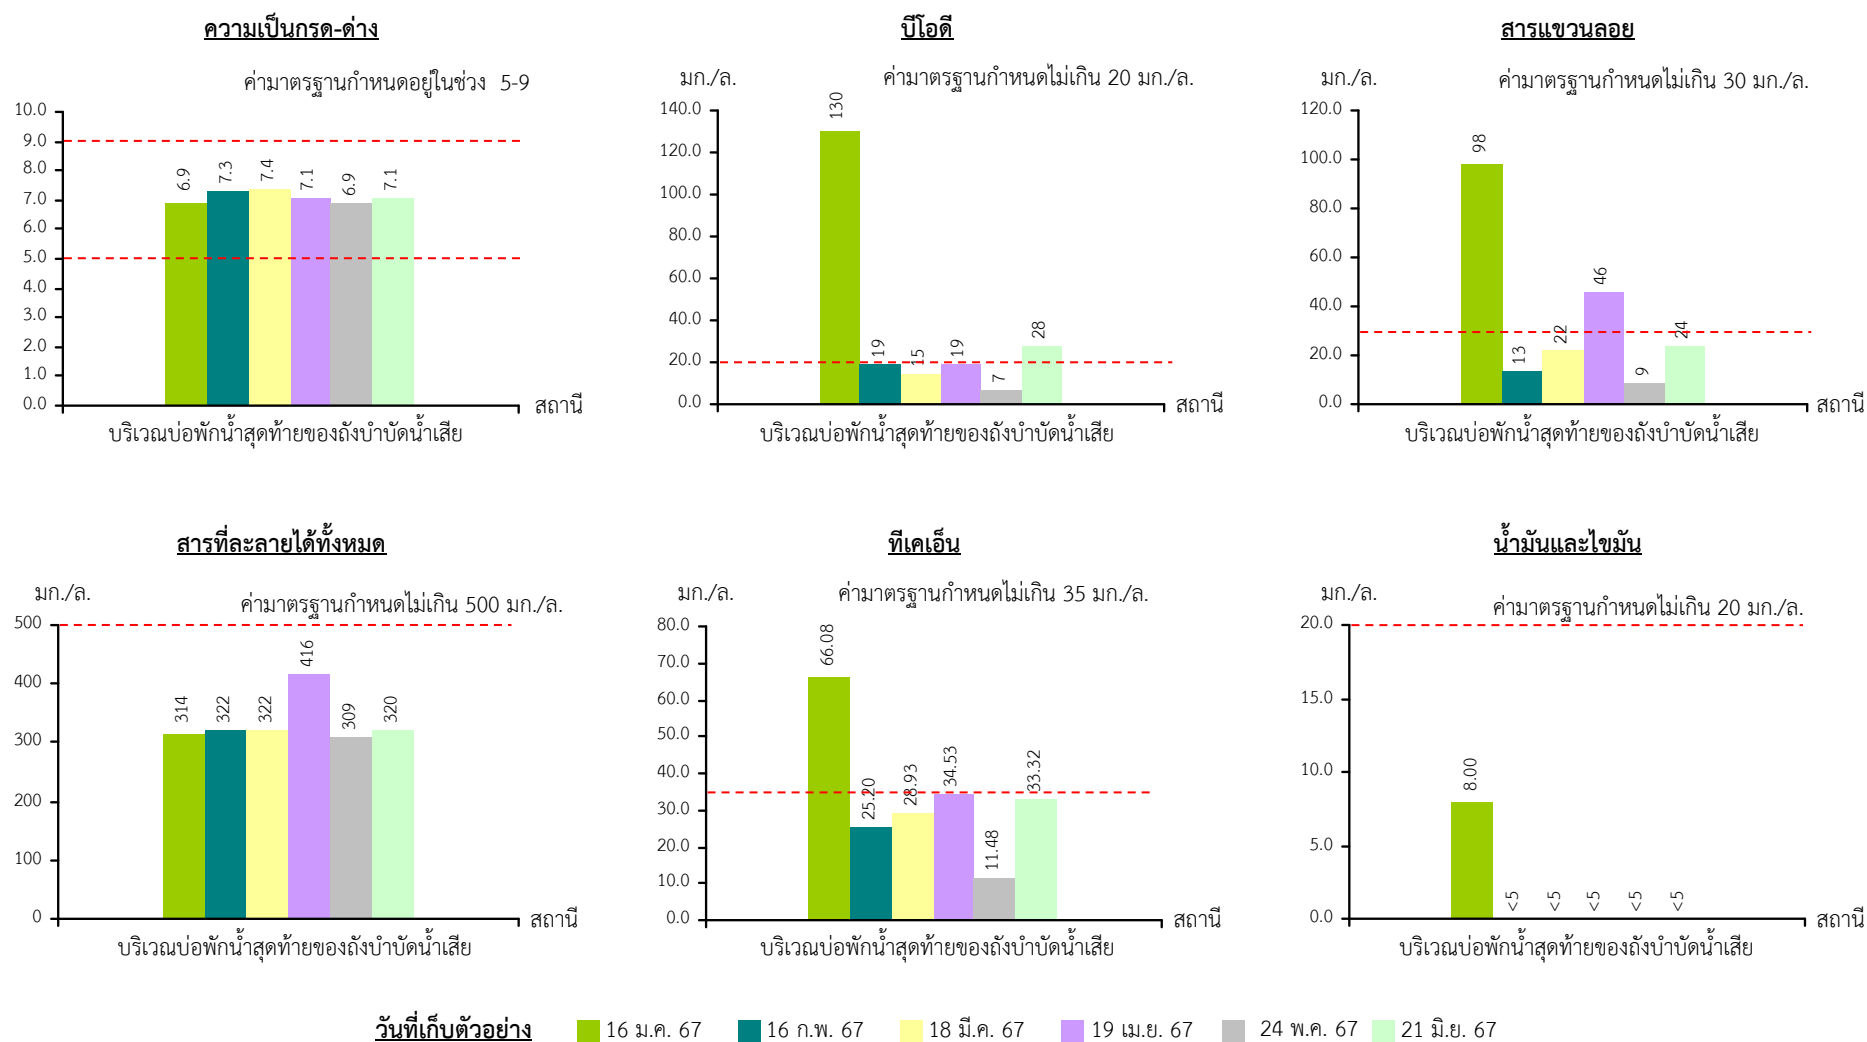 ความเป็นกรด-ด่าง
ค่ามาตรฐานกำหนดอยู่ในช่วง 5-9
10.0
9.0
8.0
7.0
6.0
5.0
4.0
3.0
2.0
1.0
0.0
6.9
7.3
7.4
7.1
6.9
7.1
สถานี
บริเวณบ่อพักน้ำสุดท้ายของถังบำบัดน้ำเสีย
บีโอดี
มก./ล.
ค่ามาตรฐานกำหนดไม่เกิน 20 มก./ล.
140.0
120.0
100.0
80.0
60.0
40.0
20.0
0.0
130
19
15
19
7
28
สถานี
บริเวณบ่อพักน้ำสุดท้ายของถังบำบัดน้ำเสีย
สารแขวนลอย
มก./ล.
ค่ามาตรฐานกำหนดไม่เกิน 30 มก./ล.
120.0
100.0
80.0
60.0
40.0
20.0
0.0
98
13
22
46
9
24
สถานี
บริเวณบ่อพักน้ำสุดท้ายของถังบำบัดน้ำเสีย
สารที่ละลายได้ทั้งหมด
มก./ล.
ค่ามาตรฐานกำหนดไม่เกิน 500 มก./ล.
500
400
300
200
100
0
314
322
322
416
309
320
สถานี
บริเวณบ่อพักน้ำสุดท้ายของถังบำบัดน้ำเสีย
ทีเคเอ็น
มก./ล.
ค่ามาตรฐานกำหนดไม่เกิน 35 มก./ล.
80.0
70.0
60.0
50.0
40.0
30.0
20.0
10.0
0.0
66.08
25.20
28.93
34.53
11.48
33.32
สถานี
บริเวณบ่อพักน้ำสุดท้ายของถังบำบัดน้ำเสีย
น้ำมันและไขมัน
มก./ล.
ค่ามาตรฐานกำหนดไม่เกิน 20 มก./ล.
20.0
15.0
10.0
5.0
0.0
8.00
<5
<5
<5
<5
<5
สถานี
บริเวณบ่อพักน้ำสุดท้ายของถังบำบัดน้ำเสีย
วันที่เก็บตัวอย่าง
16 ม.ค. 67
16 ก.พ. 67
18 มี.ค. 67
19 เม.ย. 67
24 พ.ค. 67
21 มิ.ย. 67